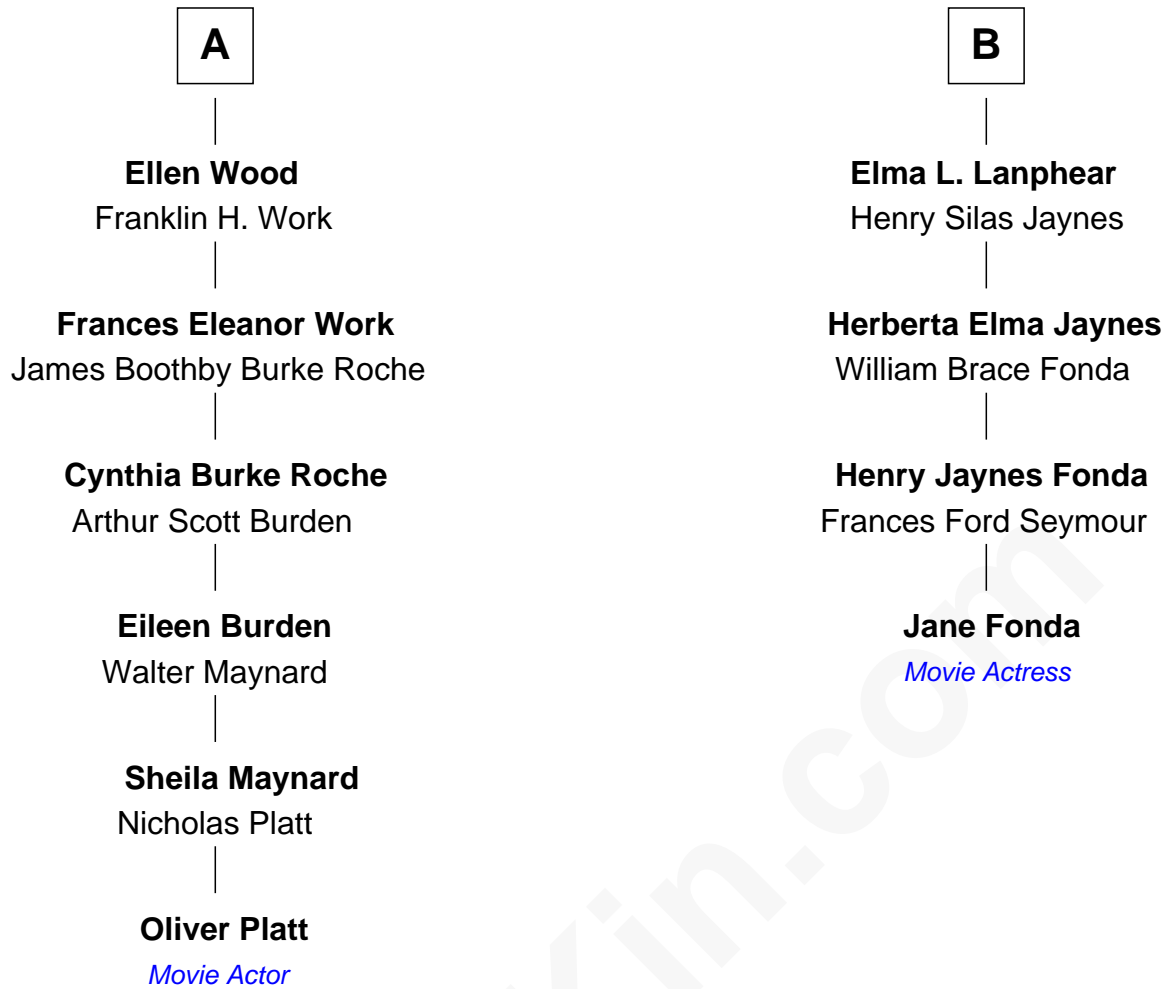 A
Ellen Wood
Franklin H. Work
Frances Eleanor Work
James Boothby Burke Roche
Cynthia Burke Roche
Arthur Scott Burden
Eileen Burden
Walter Maynard
Sheila Maynard
Nicholas Platt
Oliver Platt
Movie Actor
B
Elma L. Lanphear
Henry Silas Jaynes
Herberta Elma Jaynes
William Brace Fonda
Henry Jaynes Fonda
Frances Ford Seymour
Jane Fonda
Movie Actress